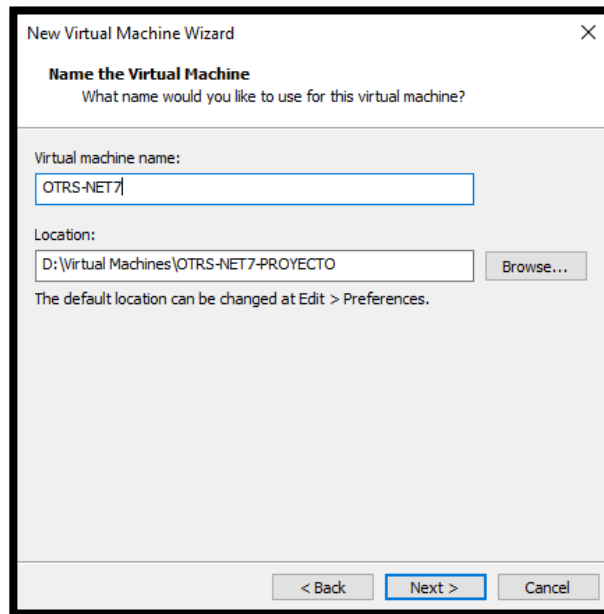 New Virtual Machine Wizard
Name the Virtual Machine
What name would you like to use for this virtual machine?
Virtual machine name:
OTRS-NET7
Location:
D:\Virtual Machines\OTRS-NET7-PROYECTO
Browse...
The default location can be changed at Edit > Preferences.
< Back
Next >
Cancel